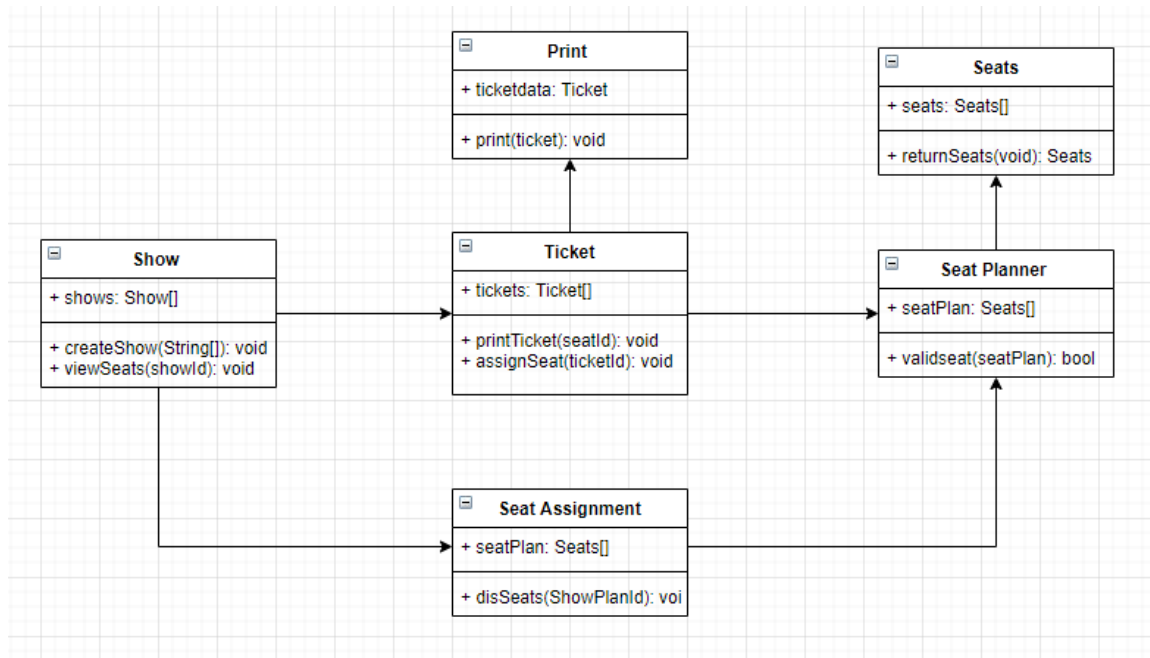 Print
+ ticketdata: Ticket
+ print(ticket): void
Seats
+ seats: Seats[]
+ returnSeats(void): Seats
Show
+ shows: Show[]
+ createShow(String[]): void
+ viewSeats(showId): void
Ticket
+ tickets: Ticket[]
+ printTicket(seatId): void
+ assignSeat(ticketId): void
Seat Planner
+ seatPlan: Seats[]
+ validseat(seatPlan): bool
Seat Assignment
+ seatPlan: Seats[]
+ disSeats(ShowPlanId): voi